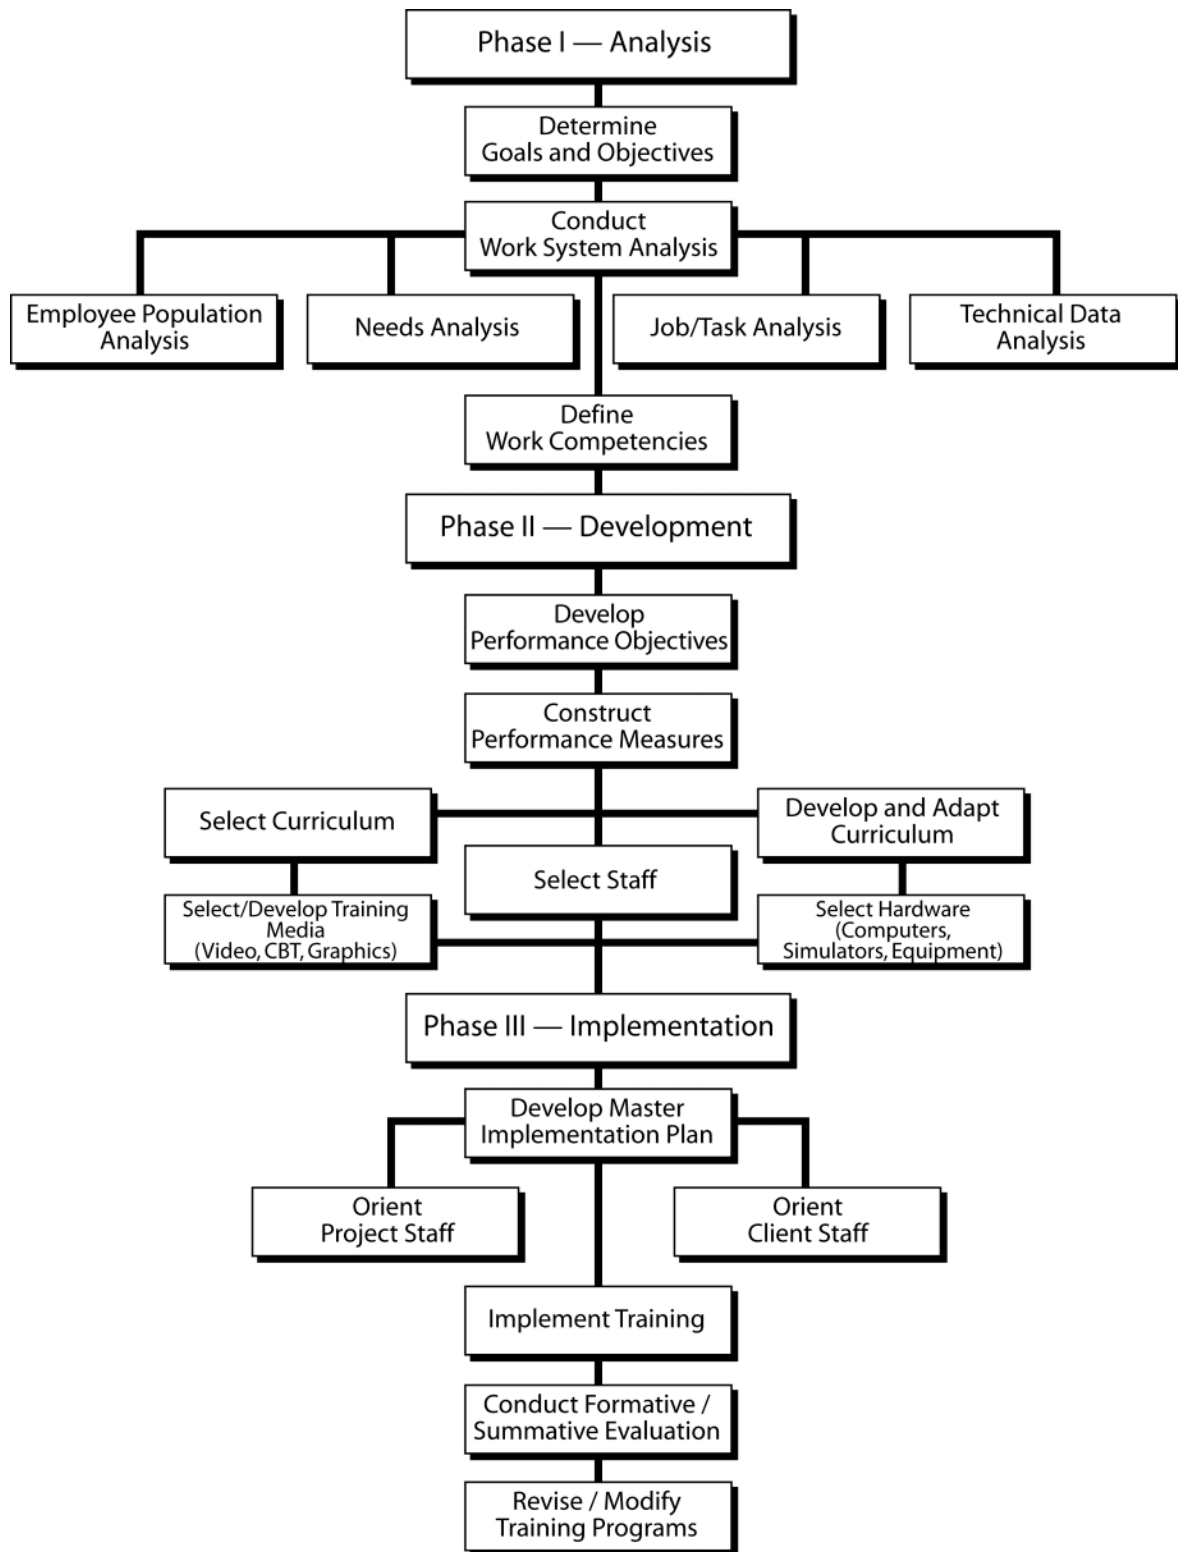 Phase I — Analysis
Determine
Goals and Objectives
Conduct
Work System Analysis
Employee Population
Analysis
Needs Analysis
Job/Task Analysis
Technical Data
Analysis
Define
Work Competencies
Phase II — Development
Develop
Performance Objectives
Construct
Performance Measures
Select Curriculum
Develop and Adapt
Curriculum
Select Staff
Select/Develop Training
Media
(Video, CBT, Graphics)
Select Hardware
(Computers,
Simulators, Equipment)
Phase III — Implementation
Develop Master
Implementation Plan
Orient
Project Staff
Orient
Client Staff
Implement Training
Conduct Formative /
Summative Evaluation
Revise / Modify
Training Programs